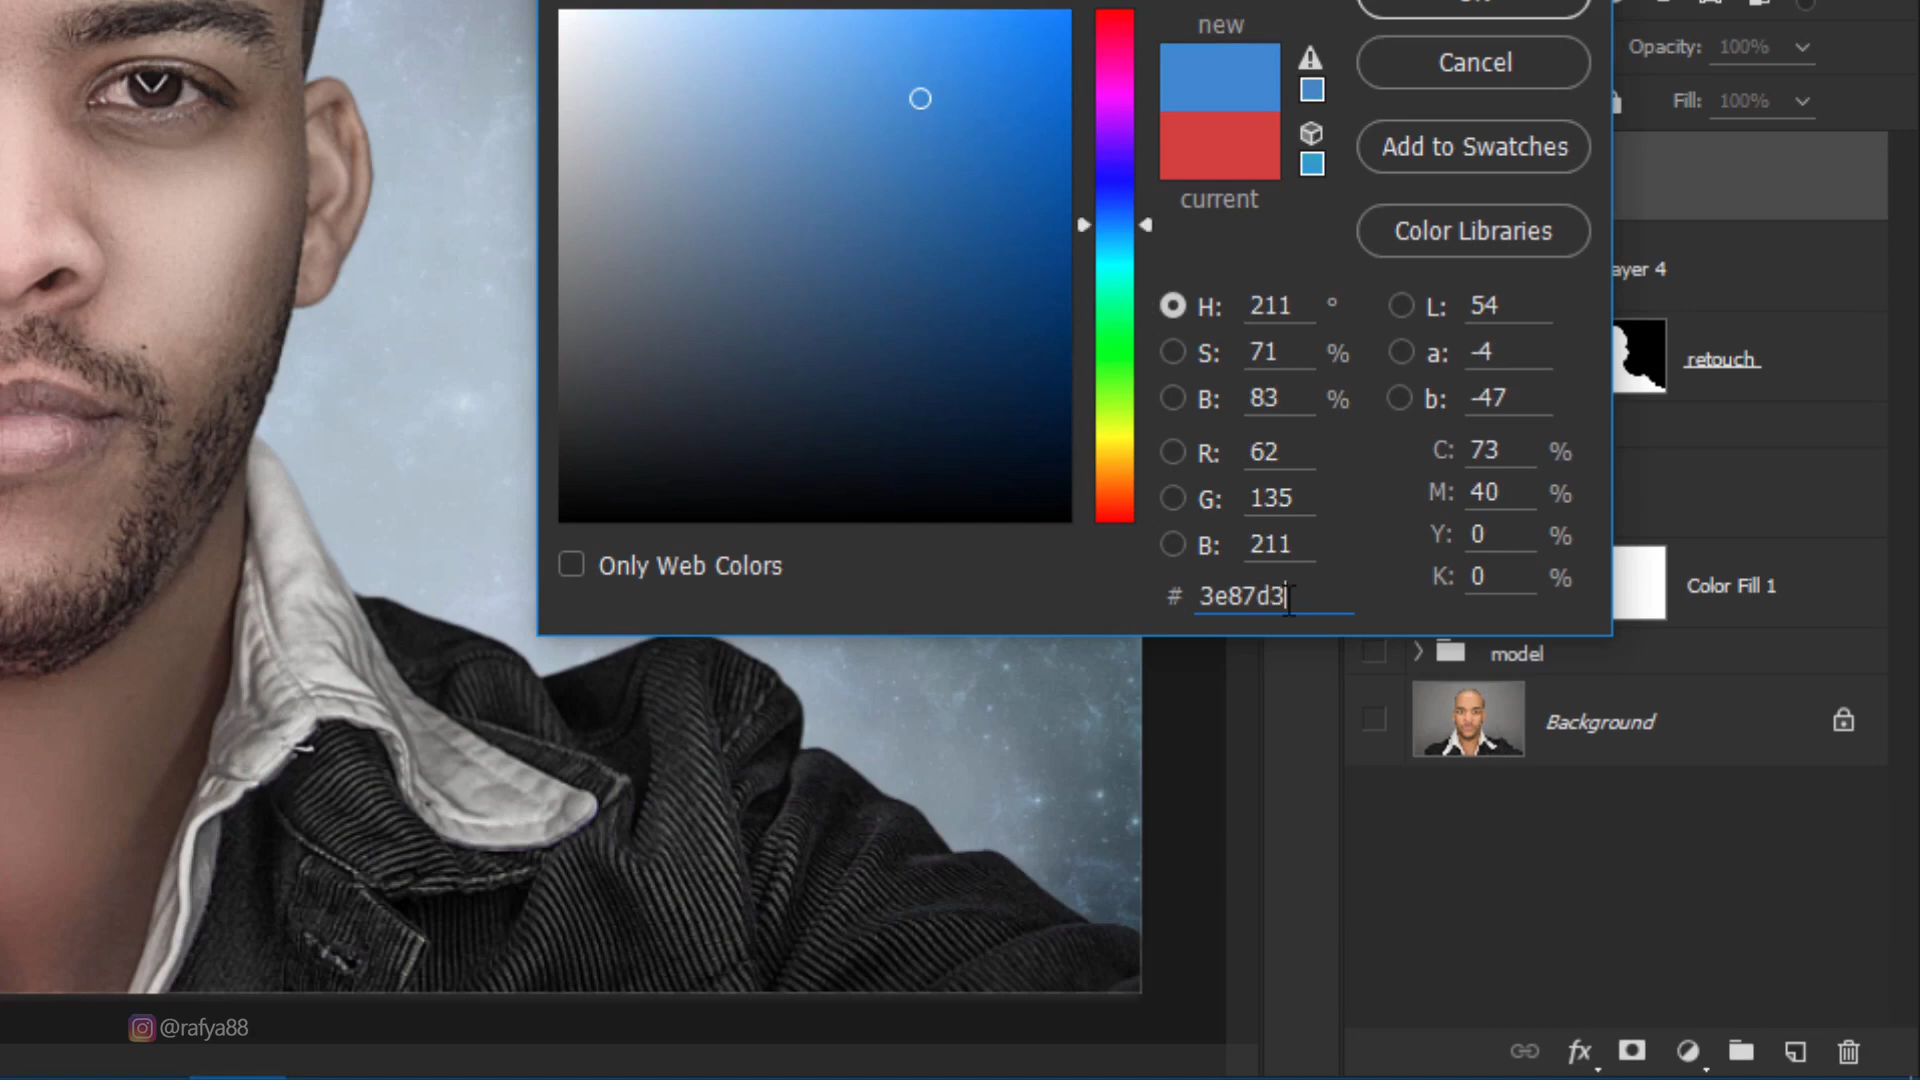 new
Cancel
Opacity: 100%
Add to Swatches
Fill: 100%
current
Color Libraries
ayer 4
H: 211 °
L: 54
S: 71 %
a: -4
retouch
B: 83 %
b: -47
R: 62
C: 73 %
G: 135
M: 40 %
B: 211
Y: 0 %
Only Web Colors
K: 0 %
Color Fill 1
# 3e87d3
model
Background
@rafya88
fx